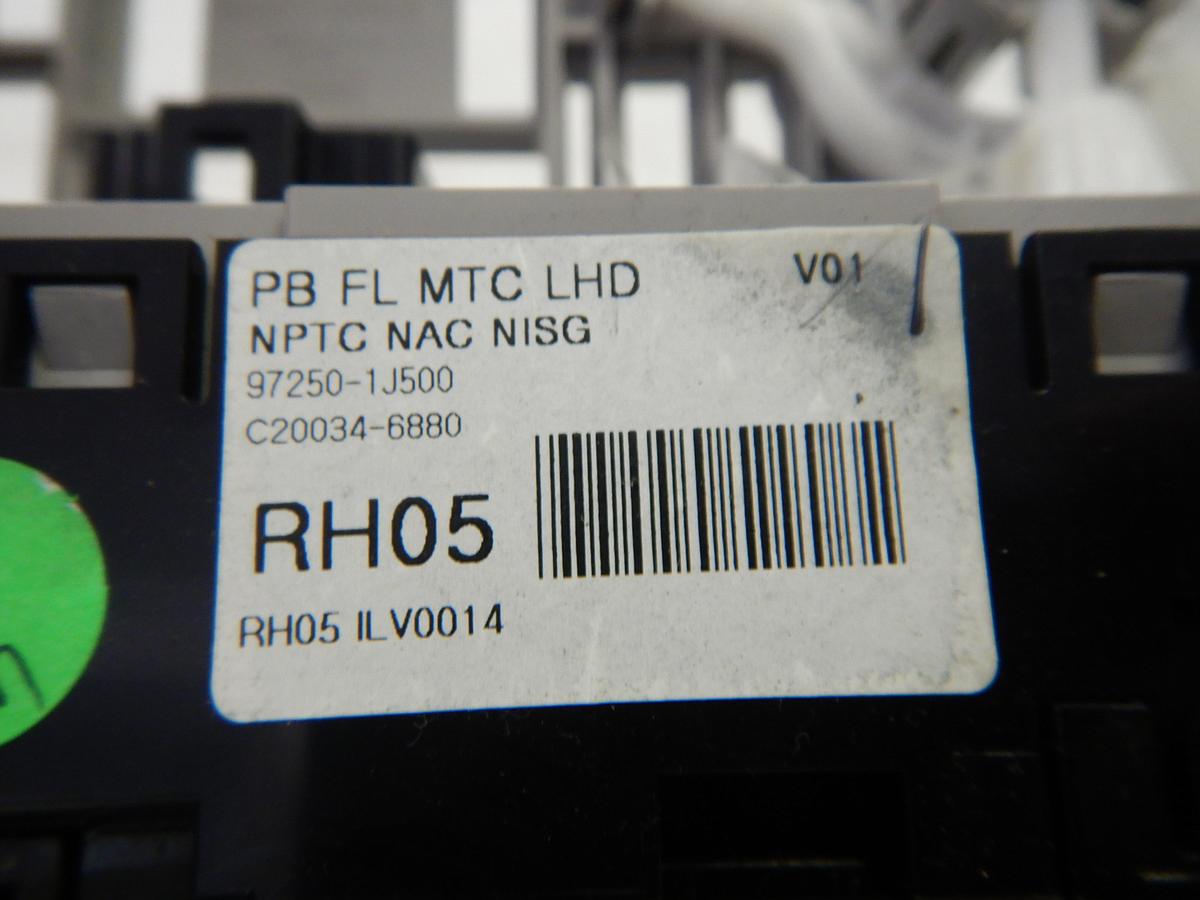 PB FL MTC LHD V01
NPTC NAC NISG
97250-1J500
C20034-6880
RH05
RH05 ILV0014